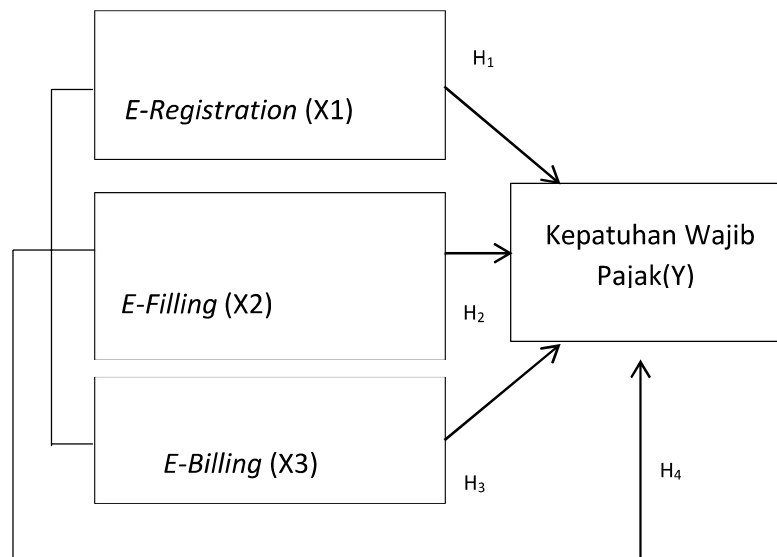 H₁
E-Registration (X1)
Kepatuhan Wajib
Pajak(Y)
E-Filling (X2)
H₂
E-Billing (X3)
H₃
H₄